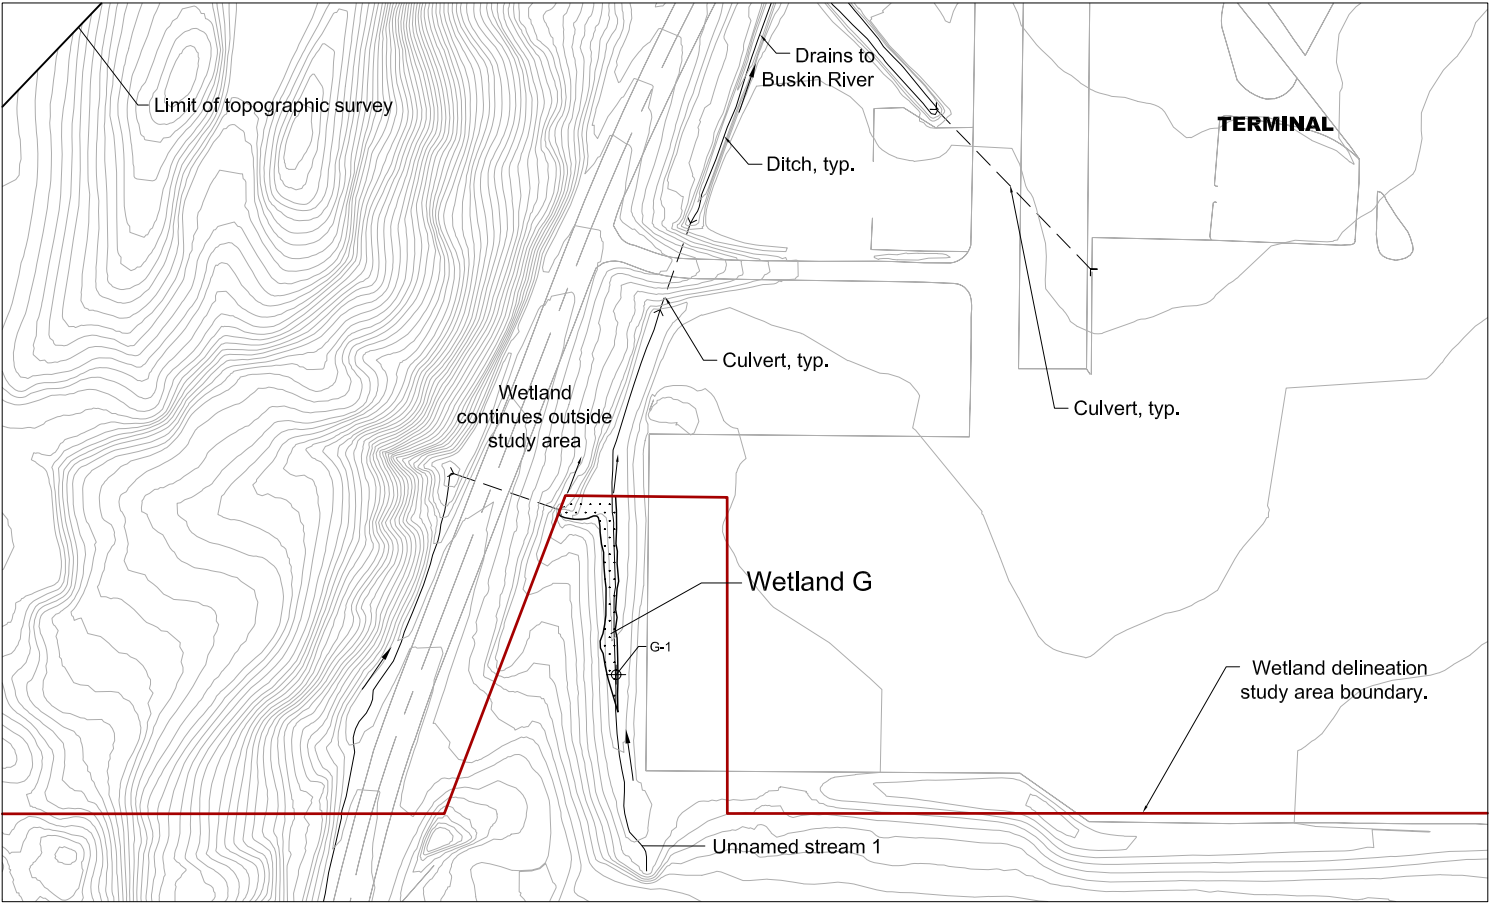 Drains to
Buskin River
Limit of topographic survey
TERMINAL
Ditch, typ.
Culvert, typ.
Wetland
continues outside
study area
Culvert, typ.
Wetland G
G-1
Wetland delineation
study area boundary.
Unnamed stream 1